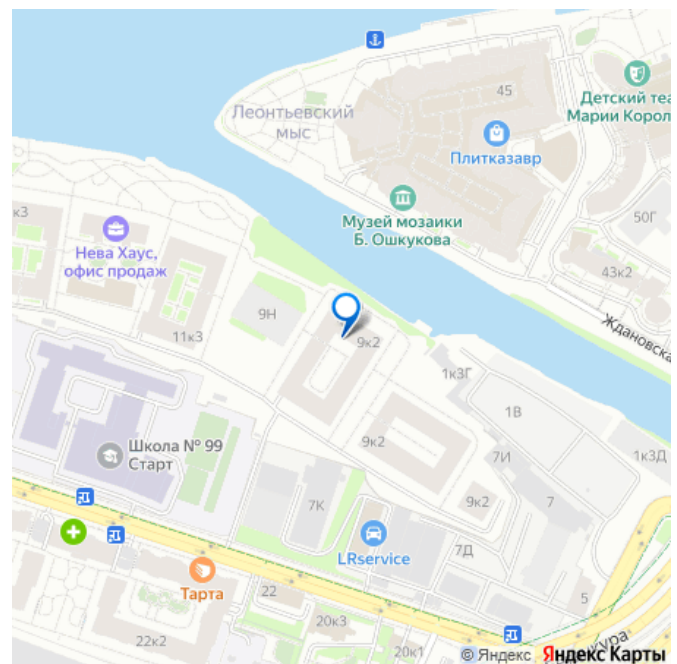 45
Детский теа
Марии Корол
Леонтьевский
мыс
Плитказавр
Музей мозаики
Б. Ошкукова
50Г
к3
Нева Хаус,
офис продаж
43к2
9Н
11к3
9к2
Ждановска
1к3Г
1В
Школа № 99
Старт
9к2
7И
1к3Д
9к2
7К
7
LRservice
7Д
Тарта
22
5
20к3
22к2
20к1
кура
© Яндекс Яндекс Карты